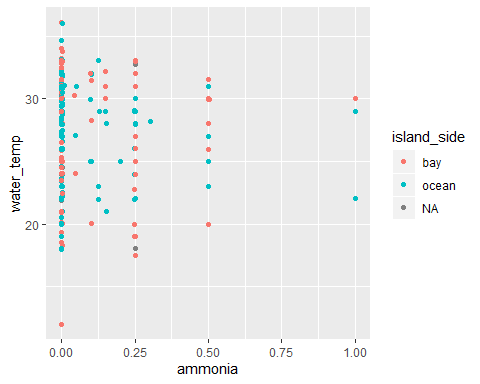 water_temp
30
20
0.00
0.25
0.50
0.75
1.00
ammonia
island_side
bay
ocean
NA